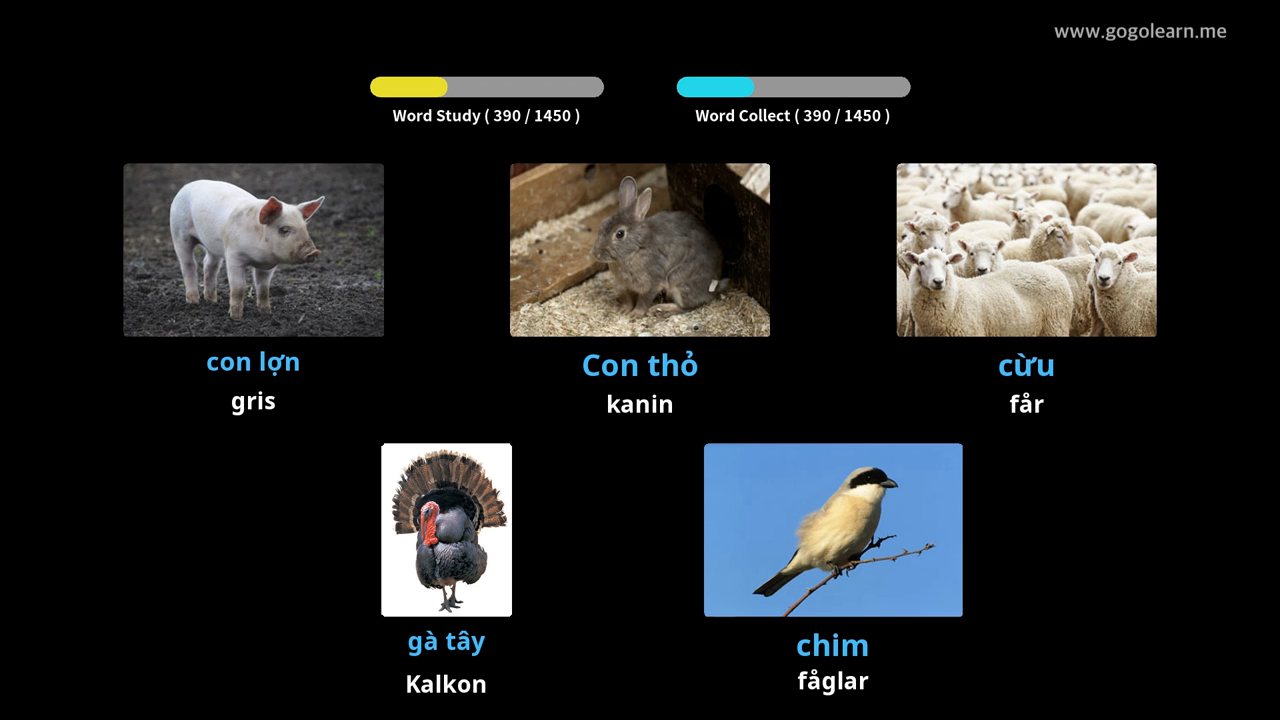 www.gogolearn.me
Word Study ( 390 / 1450 )
Word Collect ( 390 / 1450 )
con lợn
gris
Con thỏ
kanin
cừu
får
gà tây
Kalkon
chim
fåglar